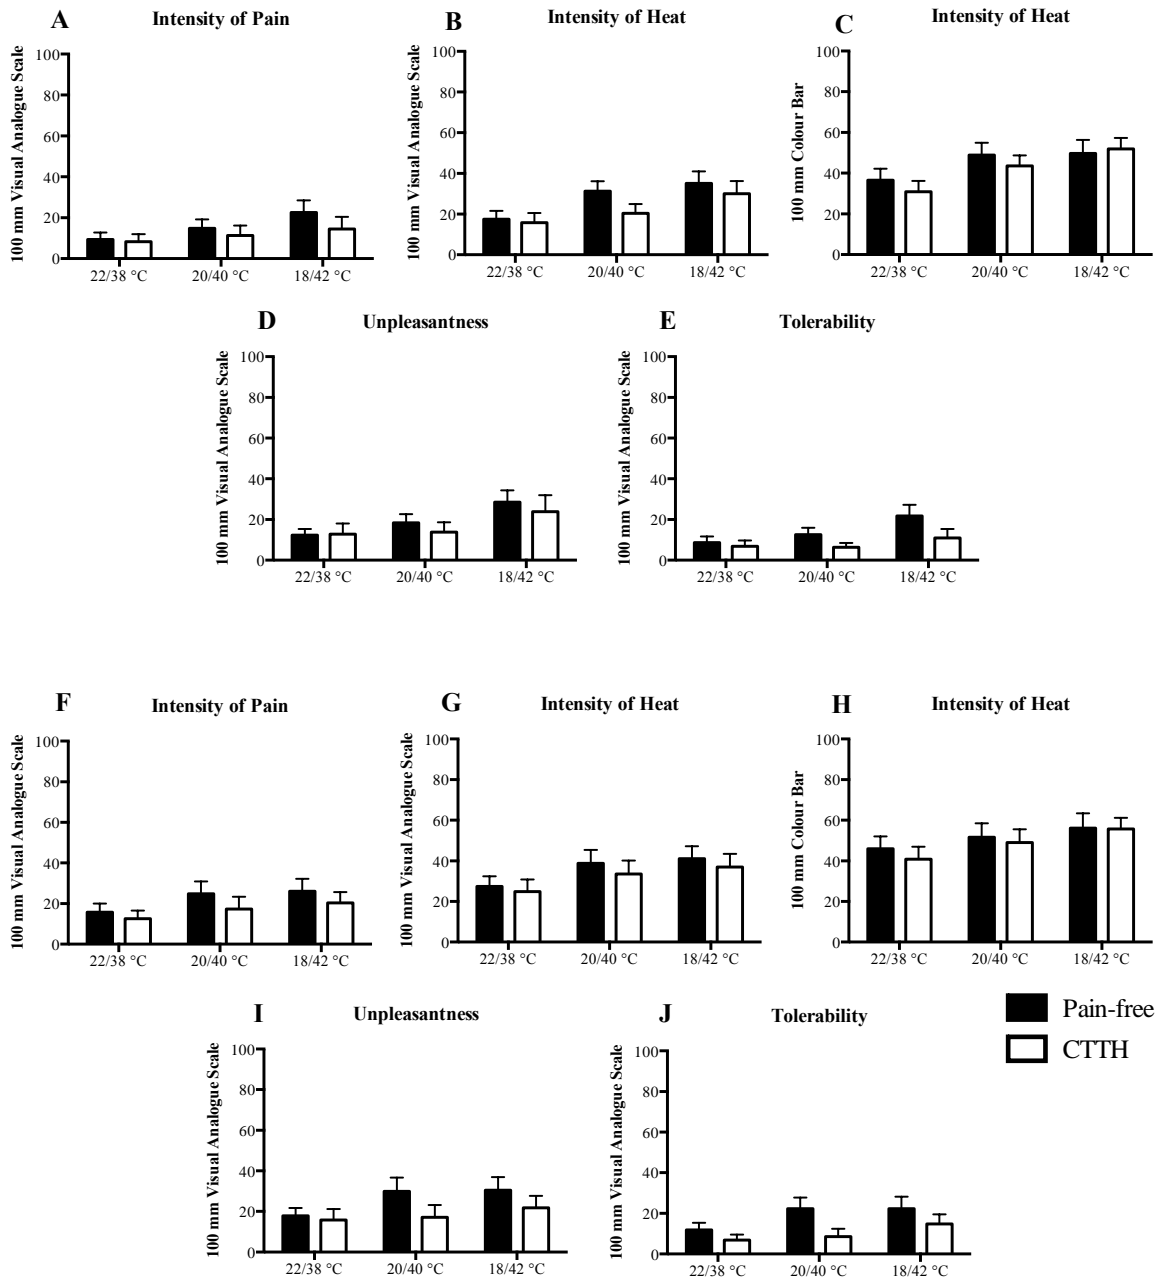 A Intensity of Pain
100 mm Visual Analogue Scale
100
80
60
40
20
0
22/38 °C 20/40 °C 18/42 °C
B Intensity of Heat
100 mm Visual Analogue Scale
100
80
60
40
20
0
22/38 °C 20/40 °C 18/42 °C
C Intensity of Heat
100 mm Colour Bar
100
80
60
40
20
0
22/38 °C 20/40 °C 18/42 °C
D Unpleasantness
100 mm Visual Analogue Scale
100
80
60
40
20
0
22/38 °C 20/40 °C 18/42 °C
E Tolerability
100 mm Visual Analogue Scale
100
80
60
40
20
0
22/38 °C 20/40 °C 18/42 °C
F Intensity of Pain
100 mm Visual Analogue Scale
100
80
60
40
20
0
22/38 °C 20/40 °C 18/42 °C
G Intensity of Heat
100 mm Visual Analogue Scale
100
80
60
40
20
0
22/38 °C 20/40 °C 18/42 °C
H Intensity of Heat
100 mm Colour Bar
100
80
60
40
20
0
22/38 °C 20/40 °C 18/42 °C
I Unpleasantness
100 mm Visual Analogue Scale
100
80
60
40
20
0
22/38 °C 20/40 °C 18/42 °C
J Tolerability
100 mm Visual Analogue Scale
100
80
60
40
20
0
22/38 °C 20/40 °C 18/42 °C
Pain-free
CTTH